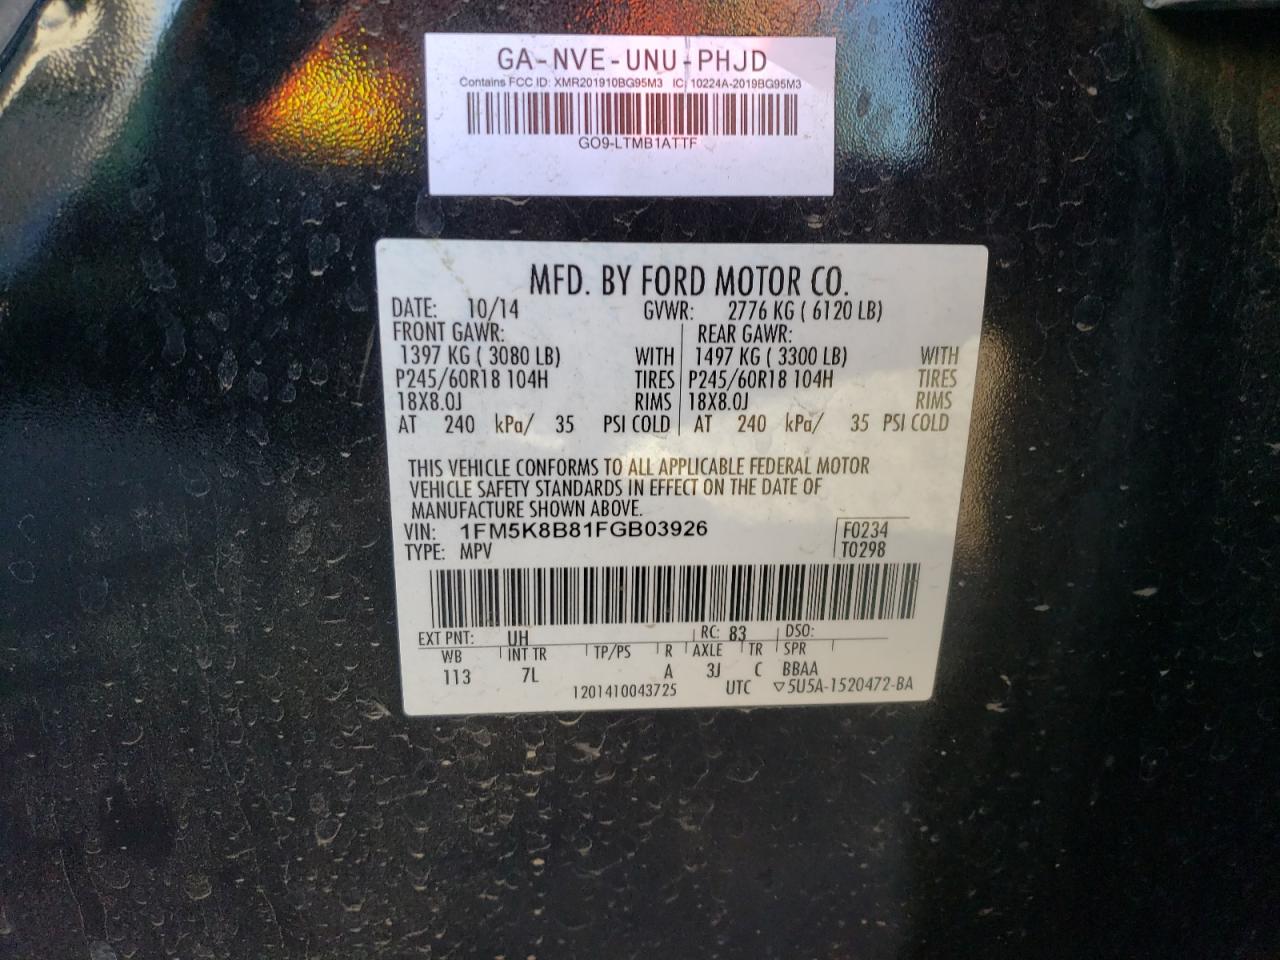 GA-NVE-UNU-PHJD
Contains FCC ID: XMR201910BG95M3 IC: 10224A-2019BG95M3
GO9-LTMB1ATTF
MFD. BY FORD MOTOR CO.
DATE: 10/14 GVWR: 2776 KG ( 6120 LB)
FRONT GAWR: REAR GAWR:
1397 KG ( 3080 LB) WITH 1497 KG ( 3300 LB) WITH
P245/60R18 104H TIRES P245/60R18 104H TIRES
18X8.0J RIMS 18X8.0J RIMS
AT 240 kPa/ 35 PSI COLD AT 240 kPa/ 35 PSI COLD
THIS VEHICLE CONFORMS TO ALL APPLICABLE FEDERAL MOTOR
VEHICLE SAFETY STANDARDS IN EFFECT ON THE DATE OF
MANUFACTURE SHOWN ABOVE.
VIN: 1FM5K8B81FGB03926 F0234
TYPE: MPV T0298
EXT PNT: UH RC: 83 DSO:
WB INT TR TP/PS R AXLE TR SPR
113 7L A 3J C BBAA
1201410043725 UTC ▽5U5A-1520472-BA